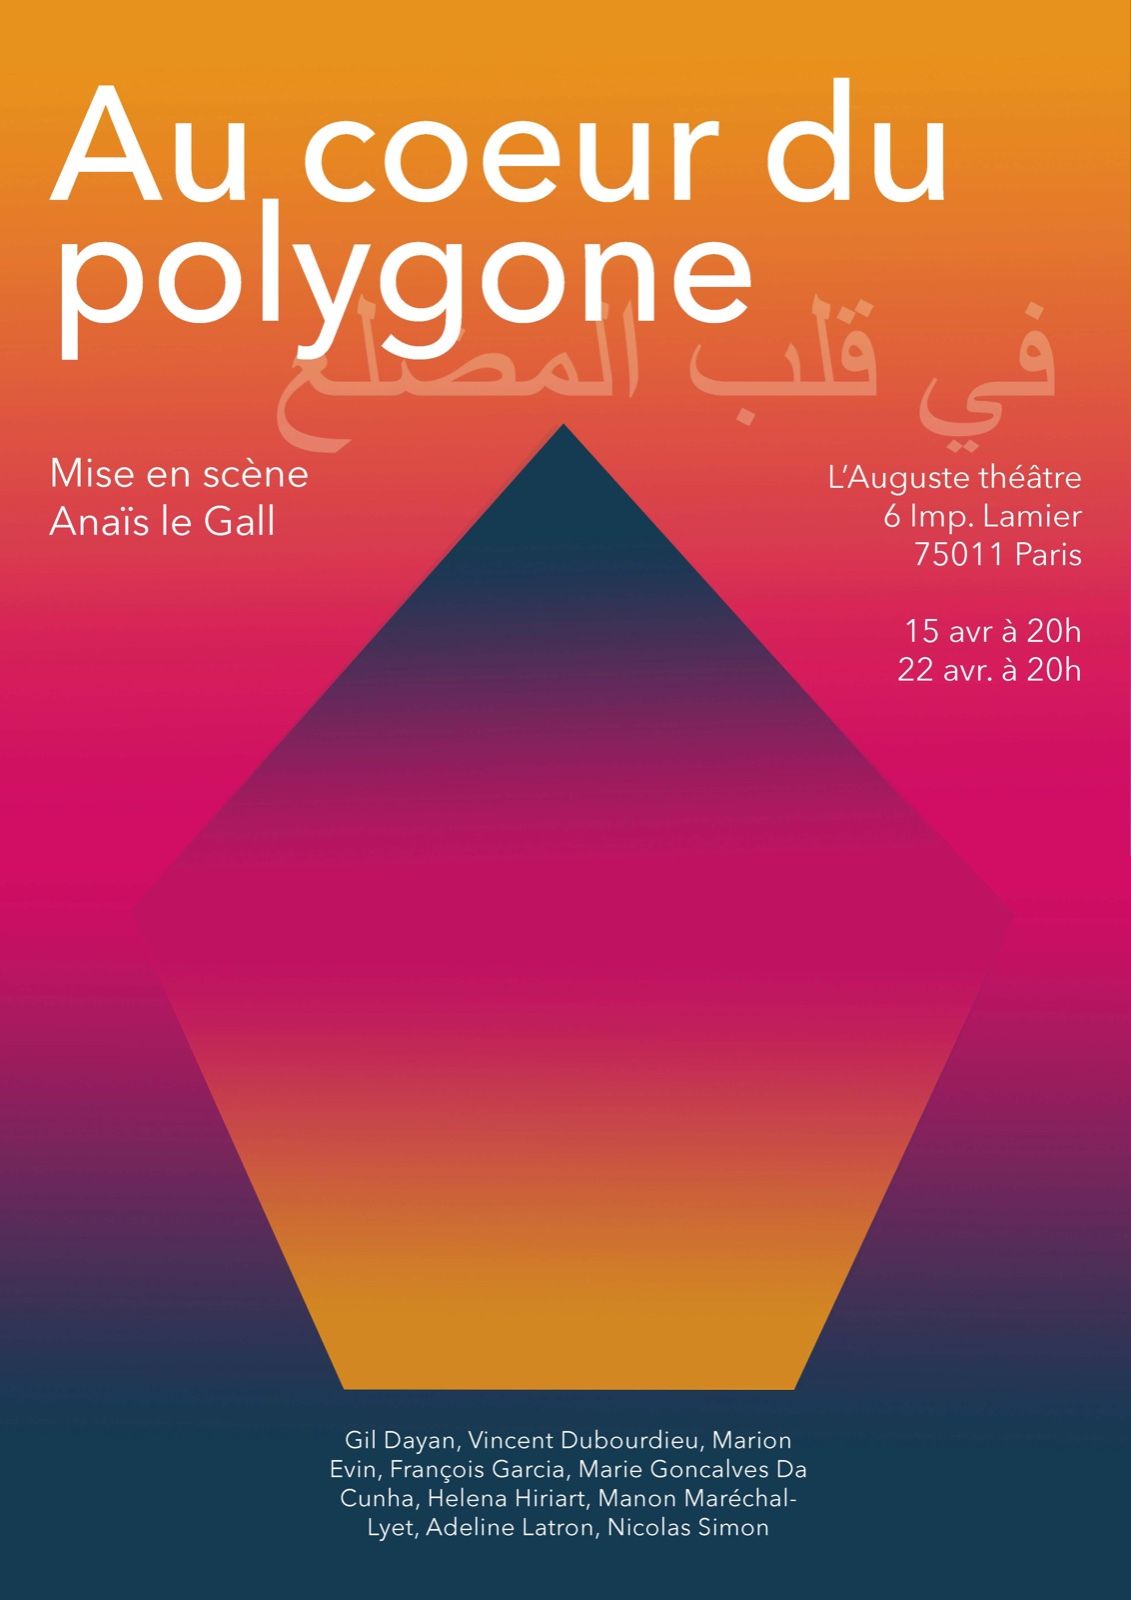 Au coeur du
polygone
في قلب المضلع
Mise en scène
Anaïs le Gall
L’Auguste théâtre
6 Imp. Lamier
75011 Paris
15 avr à 20h
22 avr. à 20h
Gil Dayan, Vincent Dubourdieu, Marion
Evin, François Garcia, Marie Goncalves Da
Cunha, Helena Hiriart, Manon Maréchal-
Lyet, Adeline Latron, Nicolas Simon